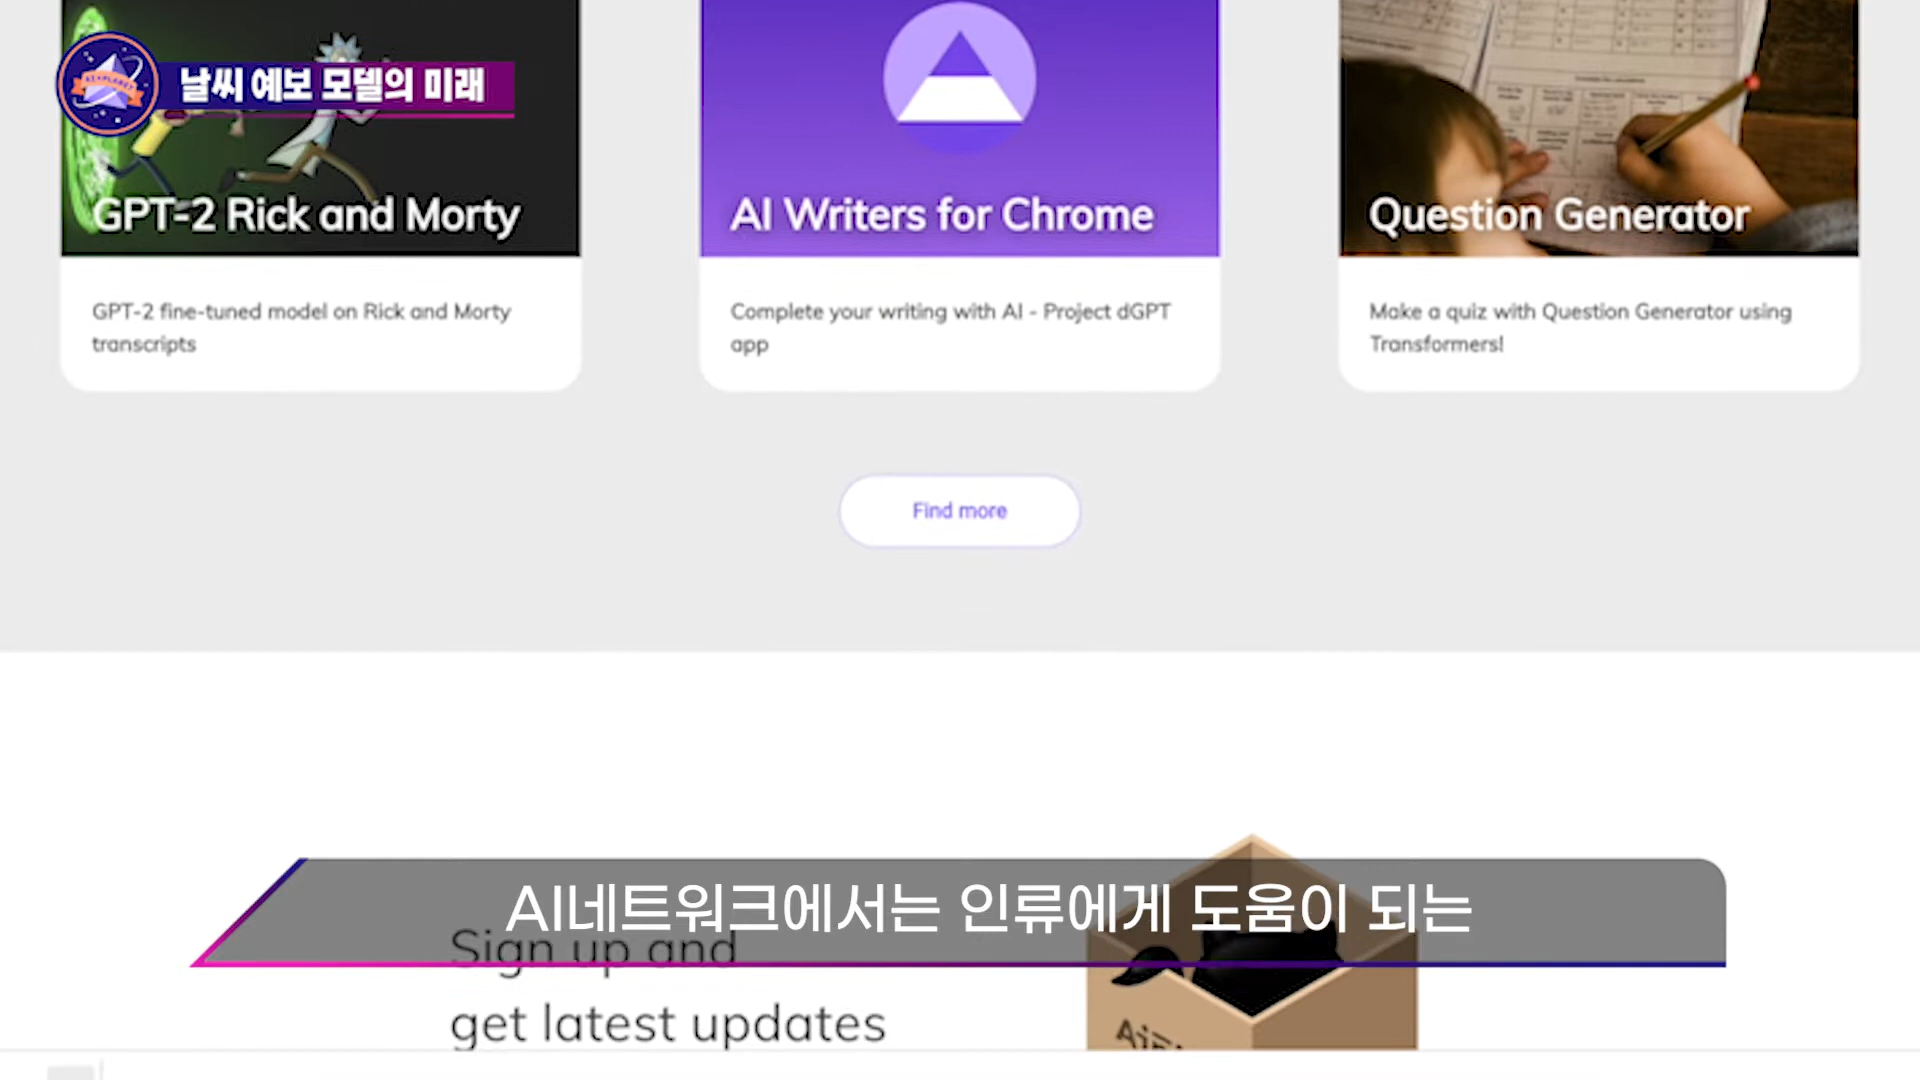 날씨 예보 모델의 미래
GPT-2 Rick and Morty
GPT-2 fine-tuned model on Rick and Morty
transcripts
AI Writers for Chrome
Complete your writing with AI - Project dGPT
app
Question Generator
Make a quiz with Question Generator using
Transformers!
Find more
AI네트워크에서는 인류에게 도움이 되는
Sign up and
get latest updates